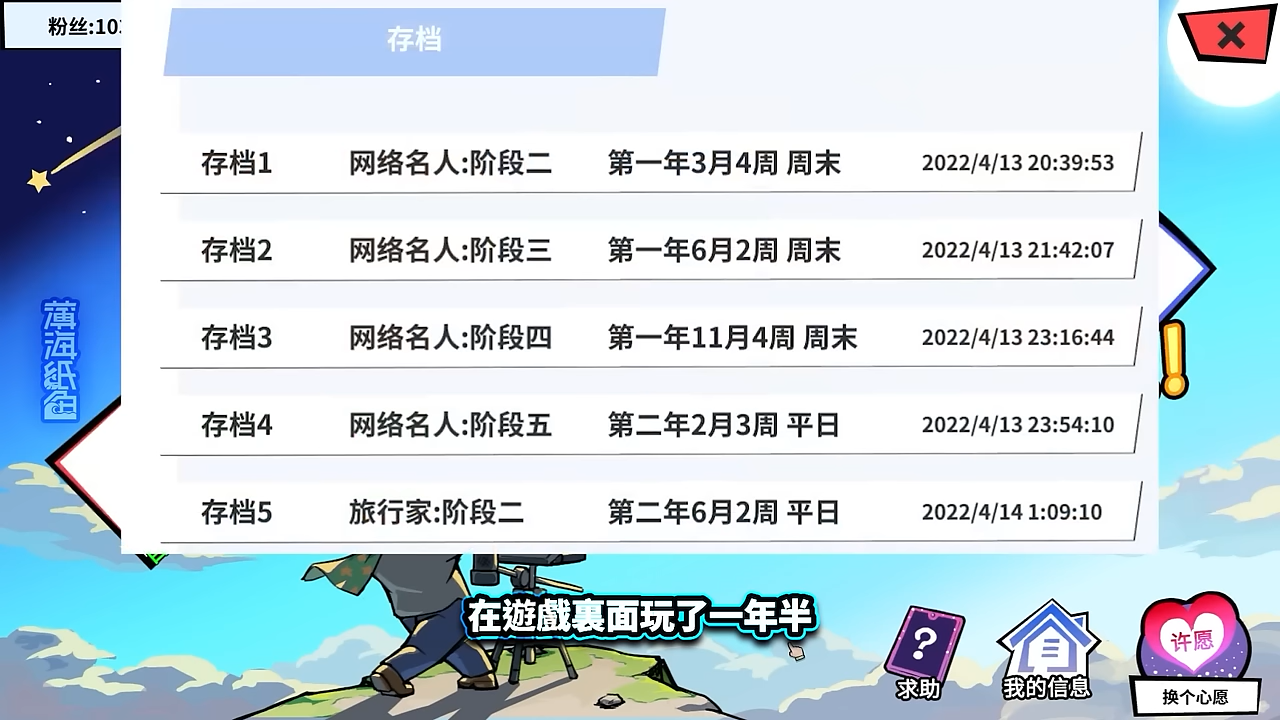 粉丝:10
存档
存档1 网络名人:阶段二 第一年3月4周 周末 2022/4/13 20:39:53
存档2 网络名人:阶段三 第一年6月2周 周末 2022/4/13 21:42:07
存档3 网络名人:阶段四 第一年11月4周 周末 2022/4/13 23:16:44
存档4 网络名人:阶段五 第二年2月3周 平日 2022/4/13 23:54:10
存档5 旅行家:阶段二 第二年6月2周 平日 2022/4/14 1:09:10
薄海紙魚
在遊戲裏面玩了一年半
求助
我的信息
许愿
换个心愿